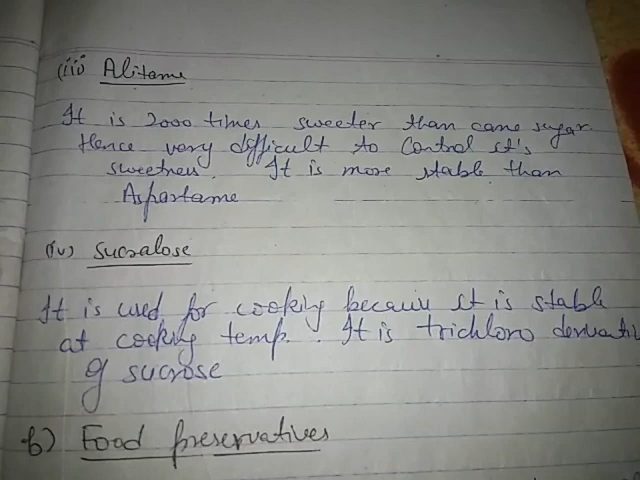 (iii) Alitame
It is 2000 times sweeter than cane sugar.
Hence very difficult to Control it's
sweetness. It is more stable than
Aspartame
(iv) Sucralose
It is used for cooking because it is stable
at cooking temp. It is trichloro derivativ
of sucrose
b) Food preservatives